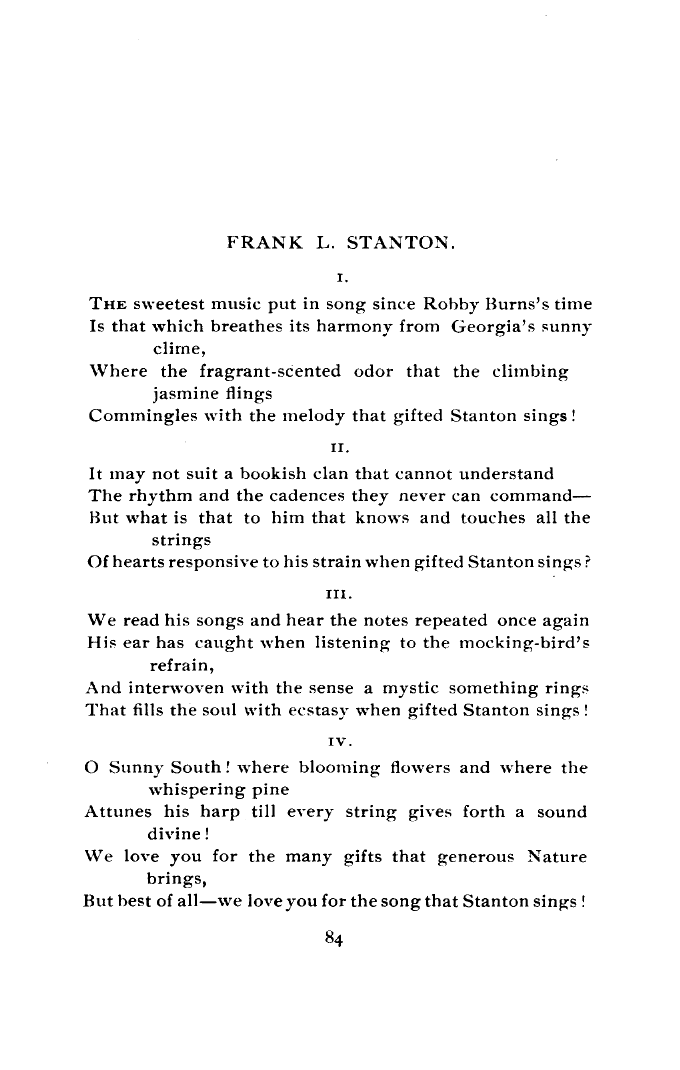 FRANK L. STANTON.
I.
THE sweetest music put in song since Robby Burns's time
Is that which breathes its harmony from Georgia's sunny
clime,
Where the fragrant-scented odor that the climbing
jasmine flings
Commingles with the melody that gifted Stanton sings!
II.
It may not suit a bookish clan that cannot understand
The rhythm and the cadences they never can command—
But what is that to him that knows and touches all the
strings
Of hearts responsive to his strain when gifted Stanton sings?
III.
We read his songs and hear the notes repeated once again
His ear has caught when listening to the mocking-bird's
refrain,
And interwoven with the sense a mystic something rings
That fills the soul with ecstasy when gifted Stanton sings!
IV.
O Sunny South! where blooming flowers and where the
whispering pine
Attunes his harp till every string gives forth a sound
divine!
We love you for the many gifts that generous Nature
brings,
But best of all—we love you for the song that Stanton sings!
84